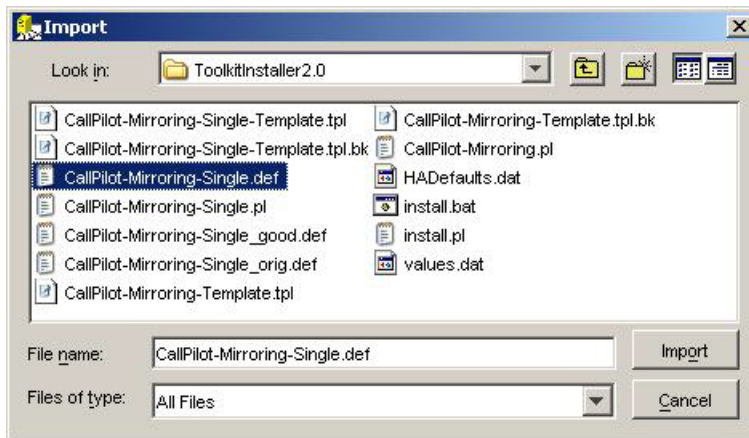 Import
Look in: ToolkitInstaller2.0
CallPilot-Mirroring-Single-Template.tpl
CallPilot-Mirroring-Single-Template.tpl.bk
CallPilot-Mirroring-Single.def
CallPilot-Mirroring-Single.pl
CallPilot-Mirroring-Single_good.def
CallPilot-Mirroring-Single_orig.def
CallPilot-Mirroring-Template.tpl
CallPilot-Mirroring-Template.tpl.bk
CallPilot-Mirroring.pl
HADefaults.dat
install.bat
install.pl
values.dat
File name: CallPilot-Mirroring-Single.def Import
Files of type: All Files Cancel